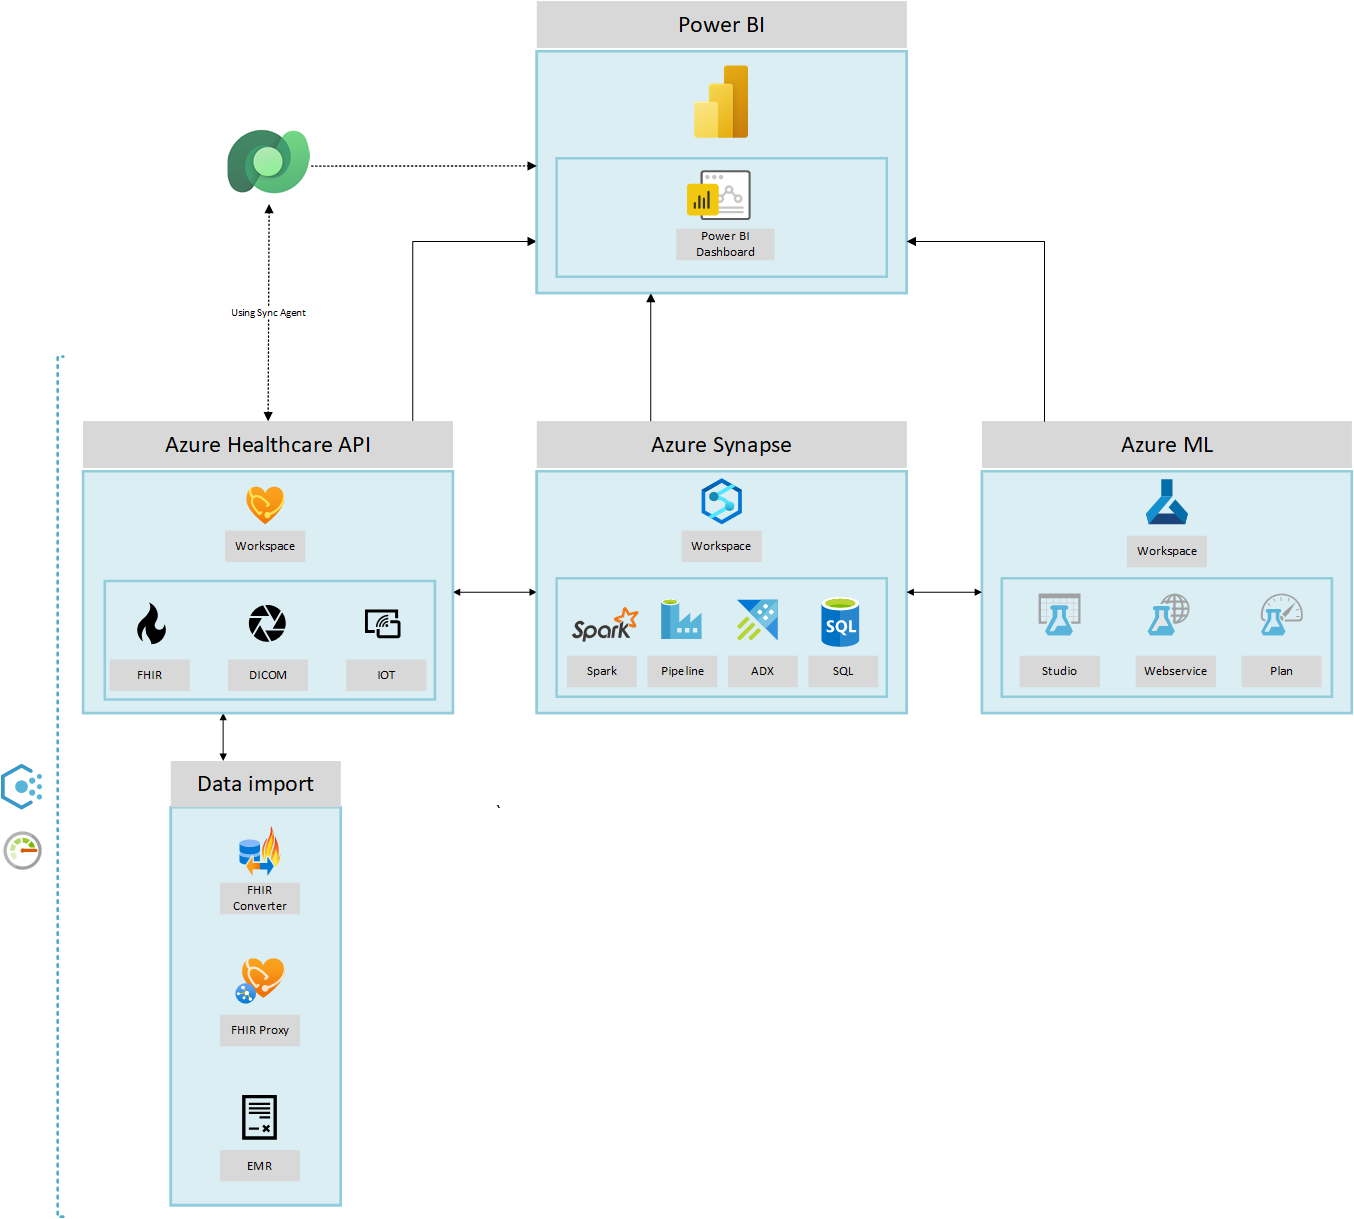 Power BI
Power BI
Dashboard
Using Sync Agent
Azure Healthcare API
Azure Synapse
Azure ML
Workspace
Workspace
Workspace
Spark
SQL
FHIR
DICOM
IOT
Spark
Pipeline
ADX
SQL
Studio
Webservice
Plan
Data import
`
FHIR
Converter
FHIR Proxy
EMR